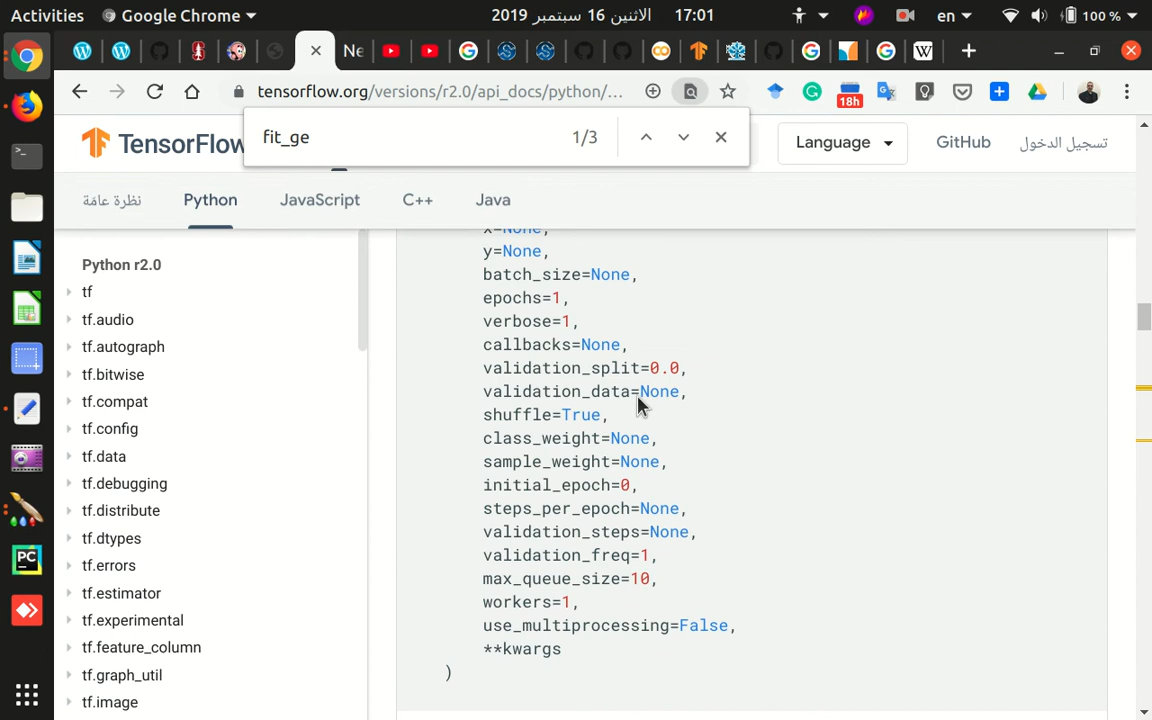 Activities Google Chrome 2019 الاثنين 16 سبتمبر 17:01 en 100 %
Ne W
tensorflow.org/versions/r2.0/api_docs/python/... 18h
fit_ge 1/3
TensorFlow Language GitHub تسجيل الدخول
نظرة عامّة Python JavaScript C++ Java
Python r2.0
tf
tf.audio
tf.autograph
tf.bitwise
tf.compat
tf.config
tf.data
tf.debugging
tf.distribute
tf.dtypes
tf.errors
tf.estimator
tf.experimental
tf.feature_column
tf.graph_util
tf.image
x=None,
y=None,
batch_size=None,
epochs=1,
verbose=1,
callbacks=None,
validation_split=0.0,
validation_data=None,
shuffle=True,
class_weight=None,
sample_weight=None,
initial_epoch=0,
steps_per_epoch=None,
validation_steps=None,
validation_freq=1,
max_queue_size=10,
workers=1,
use_multiprocessing=False,
**kwargs
)
PC